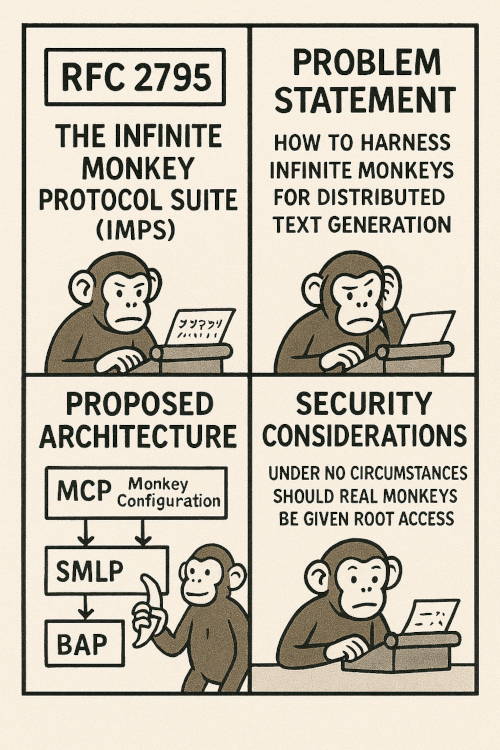 RFC 2795
THE INFINITE
MONKEY
PROTOCOL SUITE
(IMPS)
PROBLEM
STATEMENT
HOW TO HARNESS
INFINITE MONKEYS
FOR DISTRIBUTED
TEXT GENERATION
PROPOSED
ARCHITECTURE
MCP Monkey
Configuration
SMLP
BAP
SECURITY
CONSIDERATIONS
UNDER NO CIRCUMSTANCES
SHOULD REAL MONKEYS
BE GIVEN ROOT ACCESS